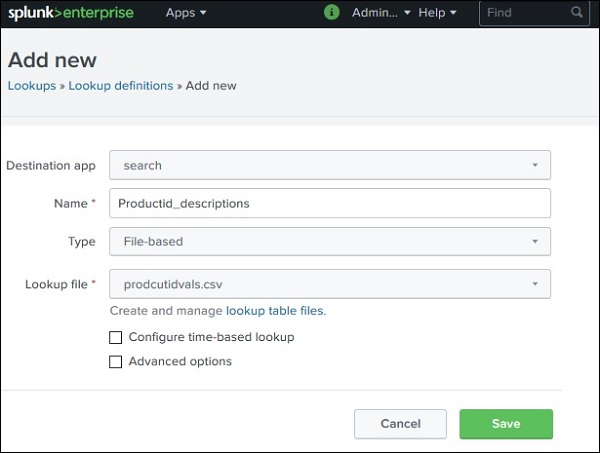 splunk>enterprise Apps i Admin... Help Find
Add new
Lookups » Lookup definitions » Add new
Destination app search
Name * Productid_descriptions
Type File-based
Lookup file * prodcutidvals.csv
Create and manage lookup table files.
Configure time-based lookup
Advanced options
Cancel Save